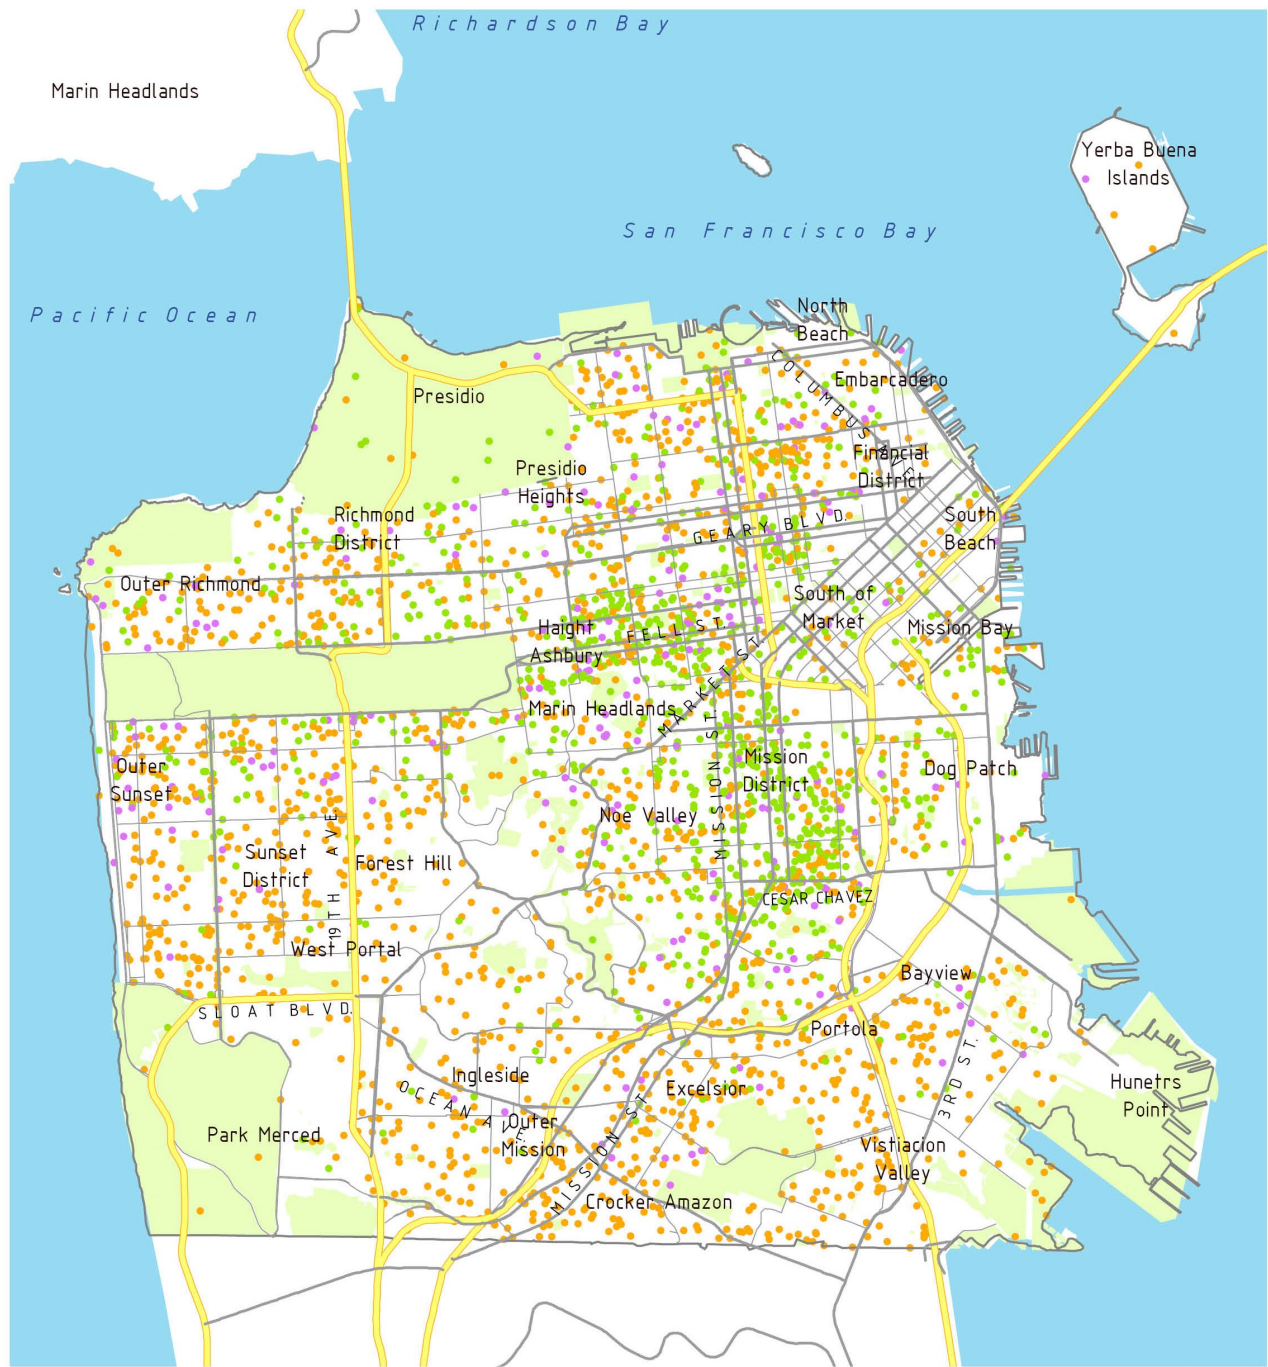 Richardson Bay
Marin Headlands
Yerba Buena
Islands
San Francisco Bay
Pacific Ocean
North
Beach
COLUMBUS AVE
Embarcadero
Presidio
Financial
District
Presidio
Heights
Richmond
District
GEARY BLVD.
South
Beach
Outer Richmond
South of
Market
Haight
Ashbury
FELL ST.
Mission Bay
MARKET ST.
Marin Headlands
Outer
Sunset
MISSION ST.
Mission
District
Dog Patch
Noe Valley
Sunset
District
19TH AVE.
Forest Hill
CESAR CHAVEZ
West Portal
Bayview
SLOAT BLVD.
Portola
Ingleside
OCEAN AVE
Excelsior
3RD ST.
Hunetrs
Point
Park Merced
Outer
Mission
MISSION ST
Vistiacion
Valley
Crocker Amazon